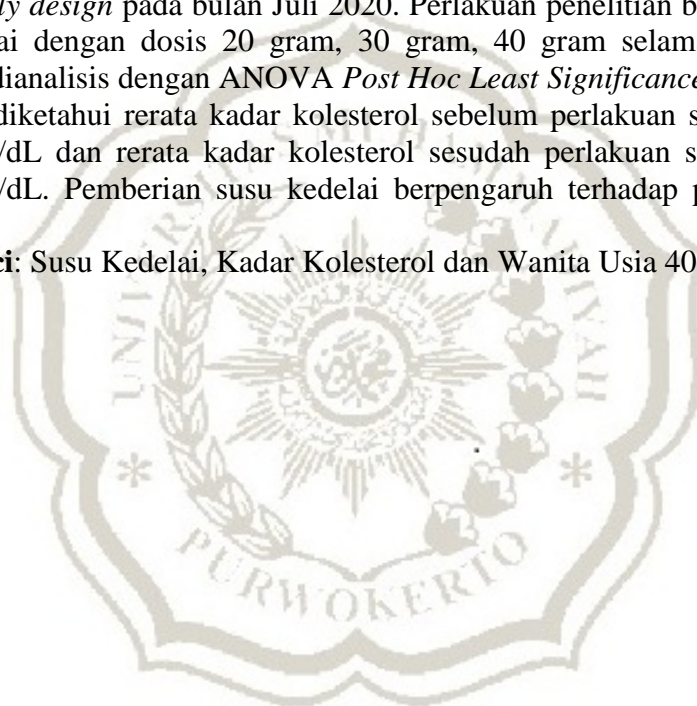 ly design pada bulan Juli 2020. Perlakuan penelitian b
ai dengan dosis 20 gram, 30 gram, 40 gram selam
lianalisis dengan ANOVA Post Hoc Least Significance
diketahui rerata kadar kolesterol sebelum perlakuan s
/dL dan rerata kadar kolesterol sesudah perlakuan s
/dL. Pemberian susu kedelai berpengaruh terhadap p
ci: Susu Kedelai, Kadar Kolesterol dan Wanita Usia 40
PURWOKERTO